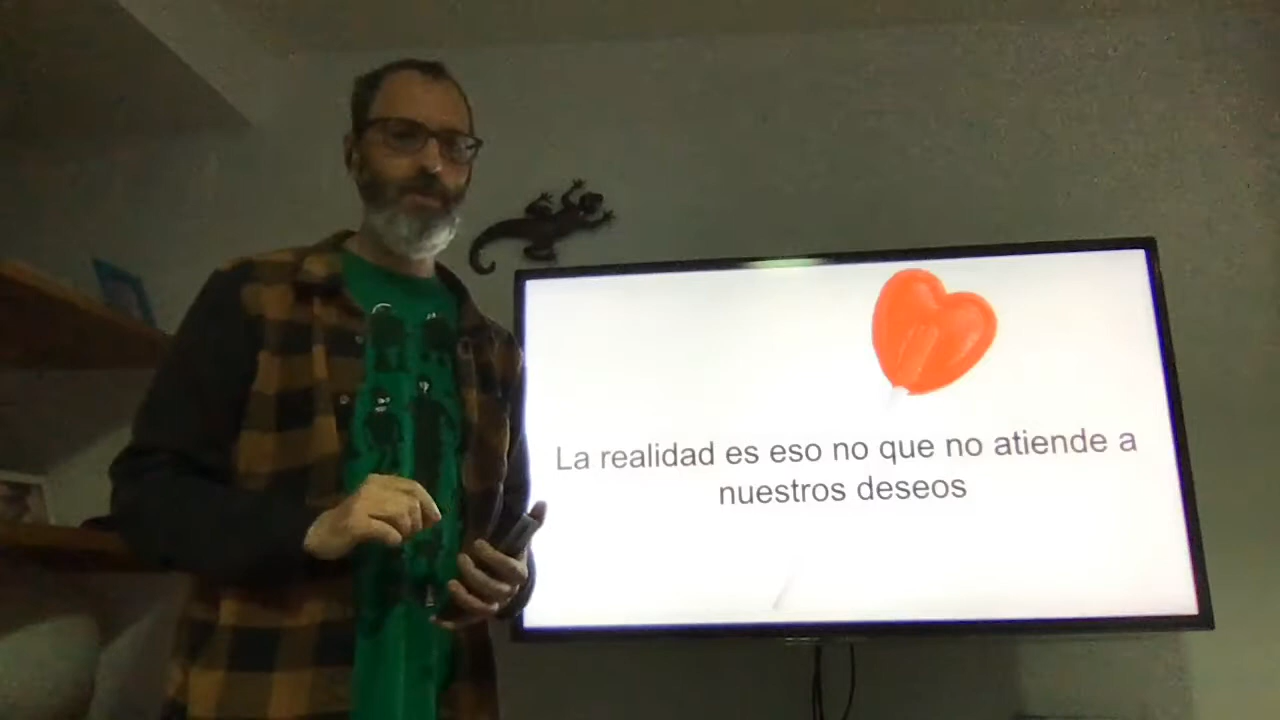 La realidad es eso no que no atiende a
nuestros deseos